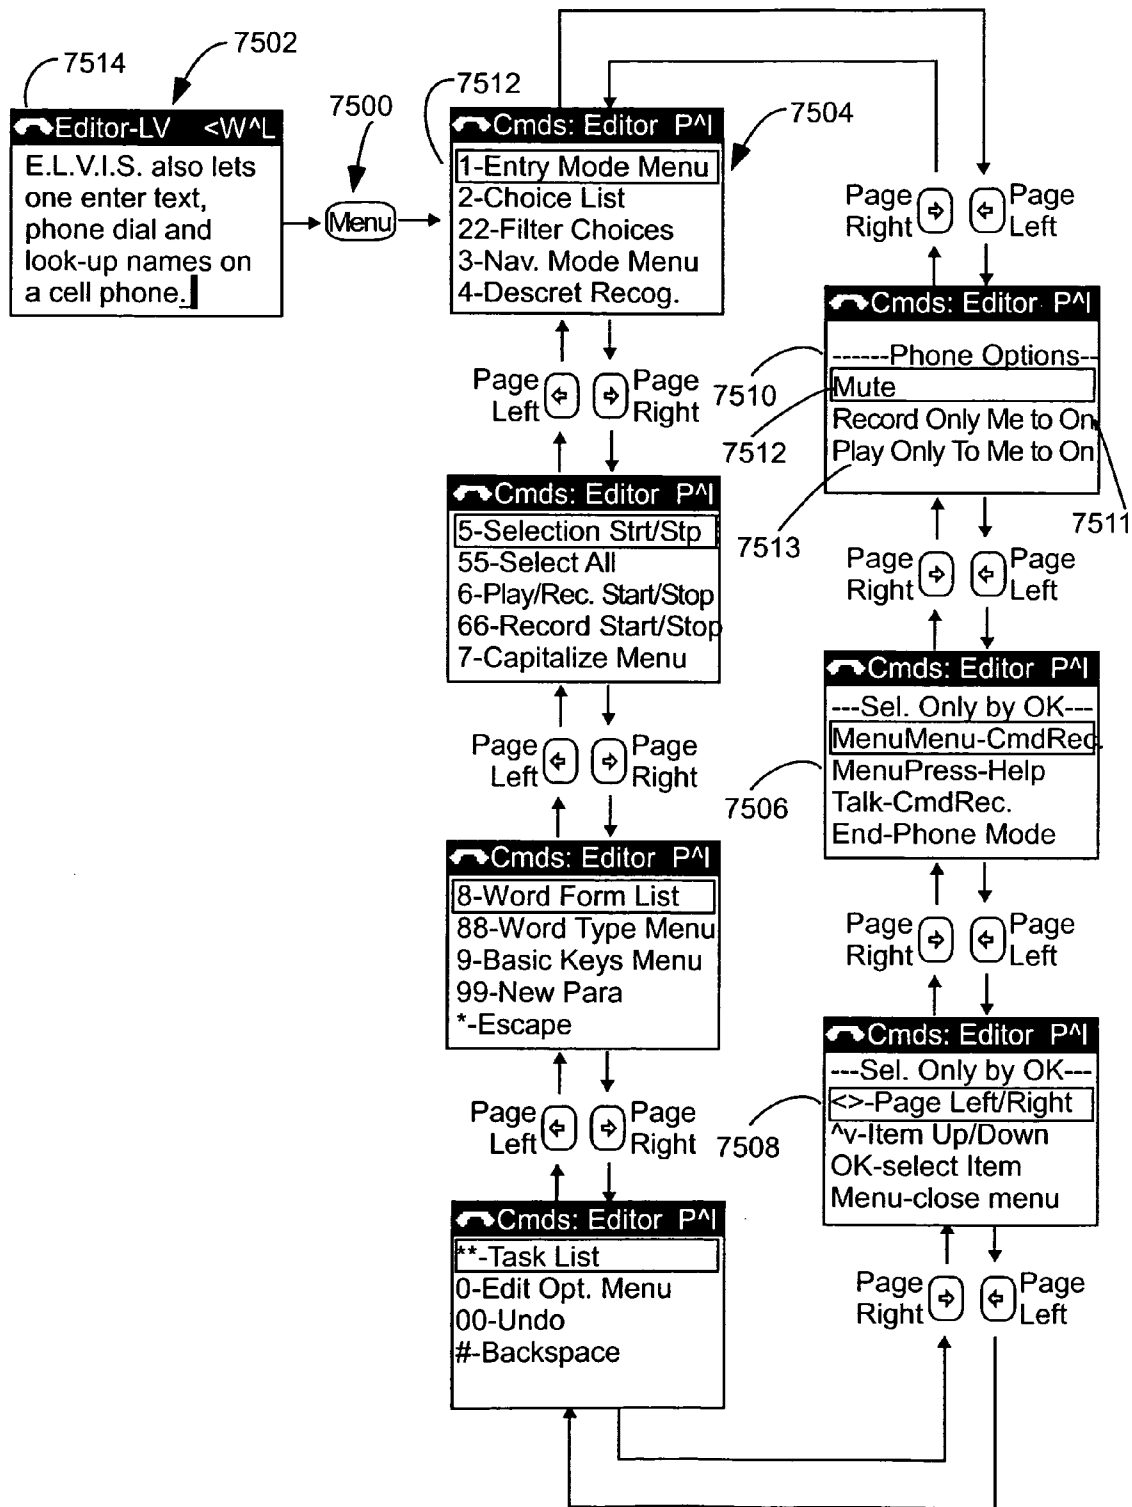 7514
7502
Editor-LV <W^L
E.L.V.I.S. also lets
one enter text,
phone dial and
look-up names on
a cell phone._
7500
Menu
7512
7504
Cmds: Editor P^I
1-Entry Mode Menu
2-Choice List
22-Filter Choices
3-Nav. Mode Menu
4-Descret Recog.
Page
Left
Page
Right
Cmds: Editor P^I
5-Selection Strt/Stp
55-Select All
6-Play/Rec. Start/Stop
66-Record Start/Stop
7-Capitalize Menu
Page
Left
Page
Right
Cmds: Editor P^I
8-Word Form List
88-Word Type Menu
9-Basic Keys Menu
99-New Para
*-Escape
Page
Left
Page
Right
Cmds: Editor P^I
**-Task List
0-Edit Opt. Menu
00-Undo
#-Backspace
Page
Right
Page
Left
Cmds: Editor P^I
7510
------Phone Options--
Mute
7512
Record Only Me to On
Play Only To Me to On
7513
7511
Page
Right
Page
Left
Cmds: Editor P^I
---Sel. Only by OK---
MenuMenu-CmdRec.
MenuPress-Help
7506
Talk-CmdRec.
End-Phone Mode
Page
Right
Page
Left
Cmds: Editor P^I
---Sel. Only by OK---
<>-Page Left/Right
7508
^v-Item Up/Down
OK-select Item
Menu-close menu
Page
Right
Page
Left